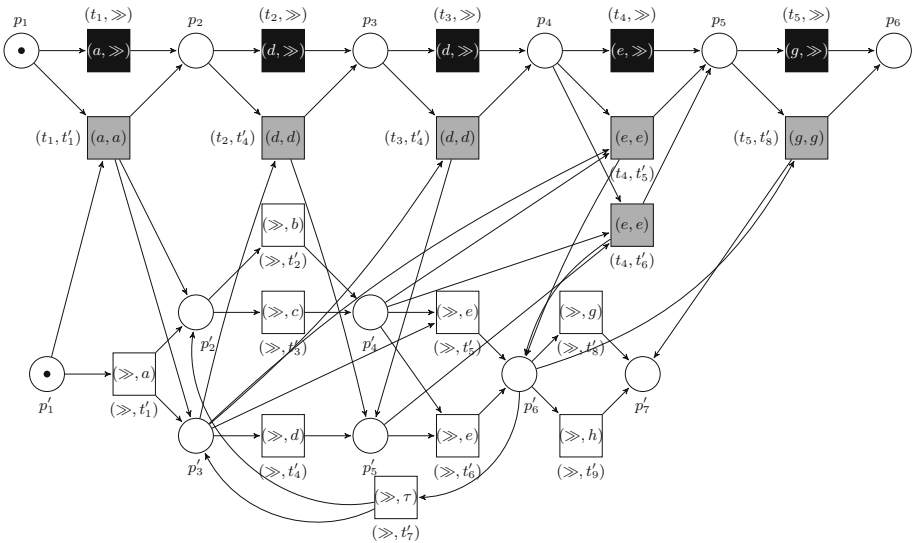 p₁ (t₁, ≫) p₂ (t₂, ≫) p₃ (t₃, ≫) p₄ (t₄, ≫) p₅ (t₅, ≫) p₆
(a, ≫) (d, ≫) (d, ≫) (e, ≫) (g, ≫)
(t₁, t′₁) (a, a) (t₂, t′₄) (d, d) (t₃, t′₄) (d, d) (e, e) (t₅, t′₈) (g, g)
(t₄, t′₅)
(≫, b) (e, e)
(≫, t′₂) (t₄, t′₆)
(≫, c) (≫, e) (≫, g)
p′₂ (≫, t′₃) p′₄ (≫, t′₅) (≫, t′₈)
(≫, a)
p′₁ (≫, t′₁) p′₆ p′₇
(≫, d) (≫, e) (≫, h)
p′₃ (≫, t′₄) p′₅ (≫, t′₆) (≫, t′₉)
(≫, τ)
(≫, t′₇)